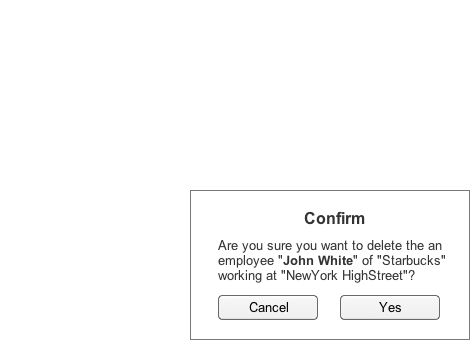 Confirm
Are you sure you want to delete the an
employee "John White" of "Starbucks"
working at "NewYork HighStreet"?
Cancel Yes